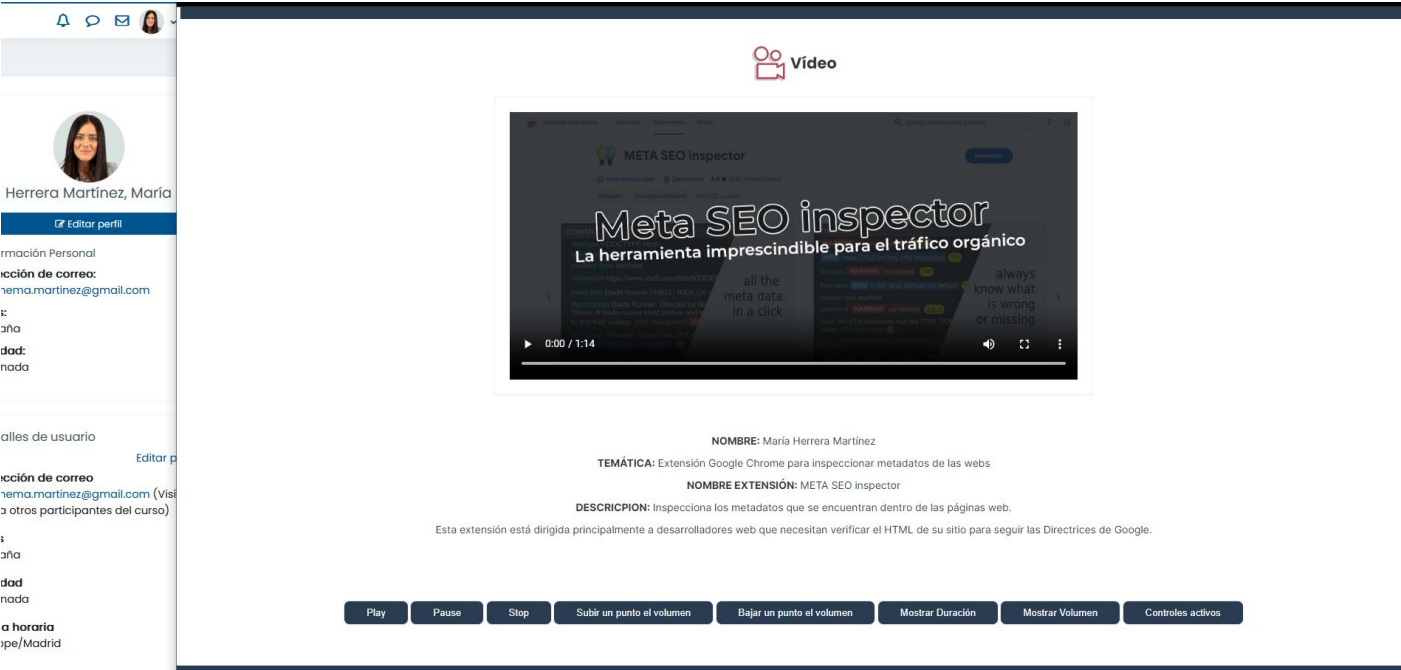 Herrera Martínez, María
Editar perfil
rmación Personal
ección de correo:
nema.martinez@gmail.com
s:
aña
dad:
nada
alles de usuario
Editar p
ección de correo
nema.martinez@gmail.com (Visi
a otros participantes del curso)
s
aña
dad
nada
a horaria
ope/Madrid
Vídeo
META SEO inspector
Meta SEO inspector
La herramienta imprescindible para el tráfico orgánico
all the
meta data
in a click
always
know what
is wrong
or missing
0:00 / 1:14
NOMBRE: María Herrera Martínez
TEMÁTICA: Extensión Google Chrome para inspeccionar metadatos de las webs
NOMBRE EXTENSIÓN: META SEO inspector
DESCRICPION: Inspecciona los metadatos que se encuentran dentro de las páginas web.
Esta extensión está dirigida principalmente a desarrolladores web que necesitan verificar el HTML de su sitio para seguir las Directrices de Google.
Play
Pause
Stop
Subir un punto el volumen
Bajar un punto el volumen
Mostrar Duración
Mostrar Volumen
Controles activos